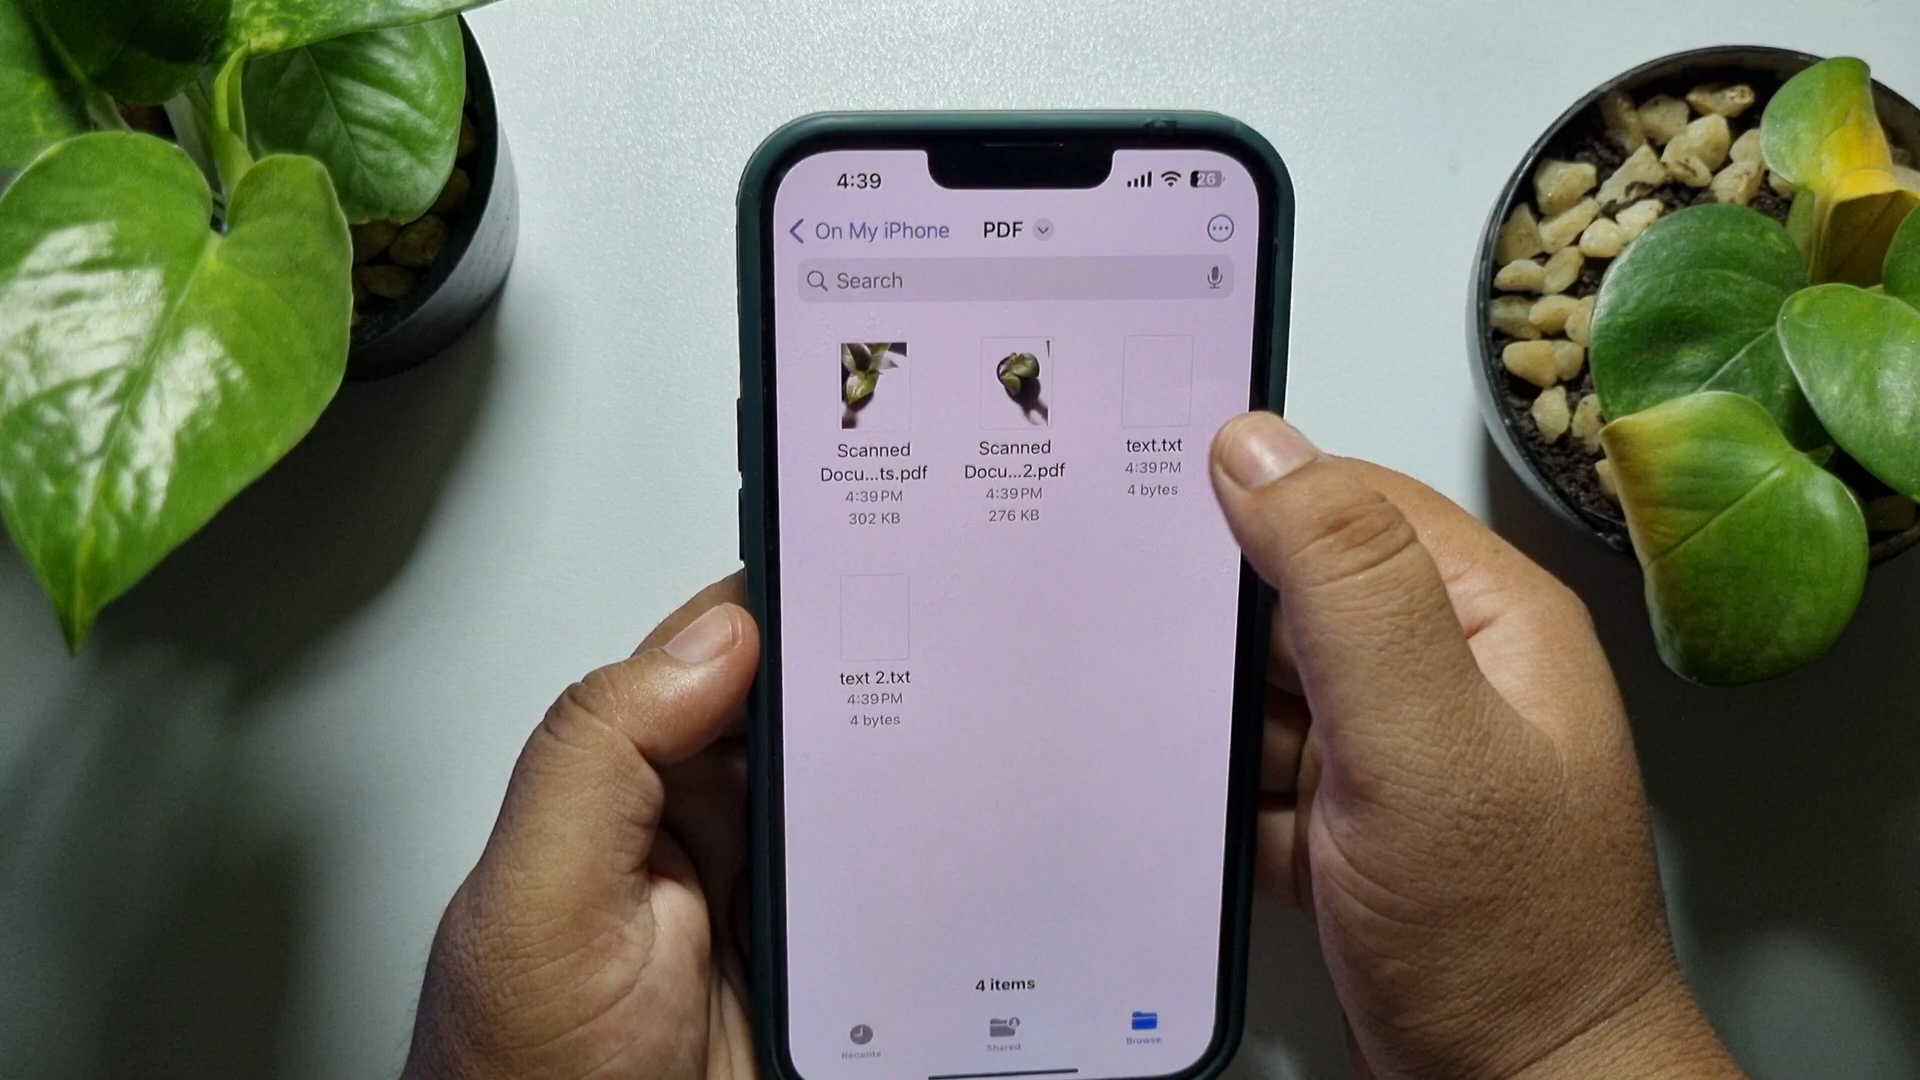 4:39
26
On My iPhone
PDF
Search
Scanned
Docu...ts.pdf
4:39 PM
302 KB
Scanned
Docu...2.pdf
4:39 PM
276 KB
text.txt
4:39 PM
4 bytes
text 2.txt
4:39 PM
4 bytes
4 items
Recents
Shared
Browse